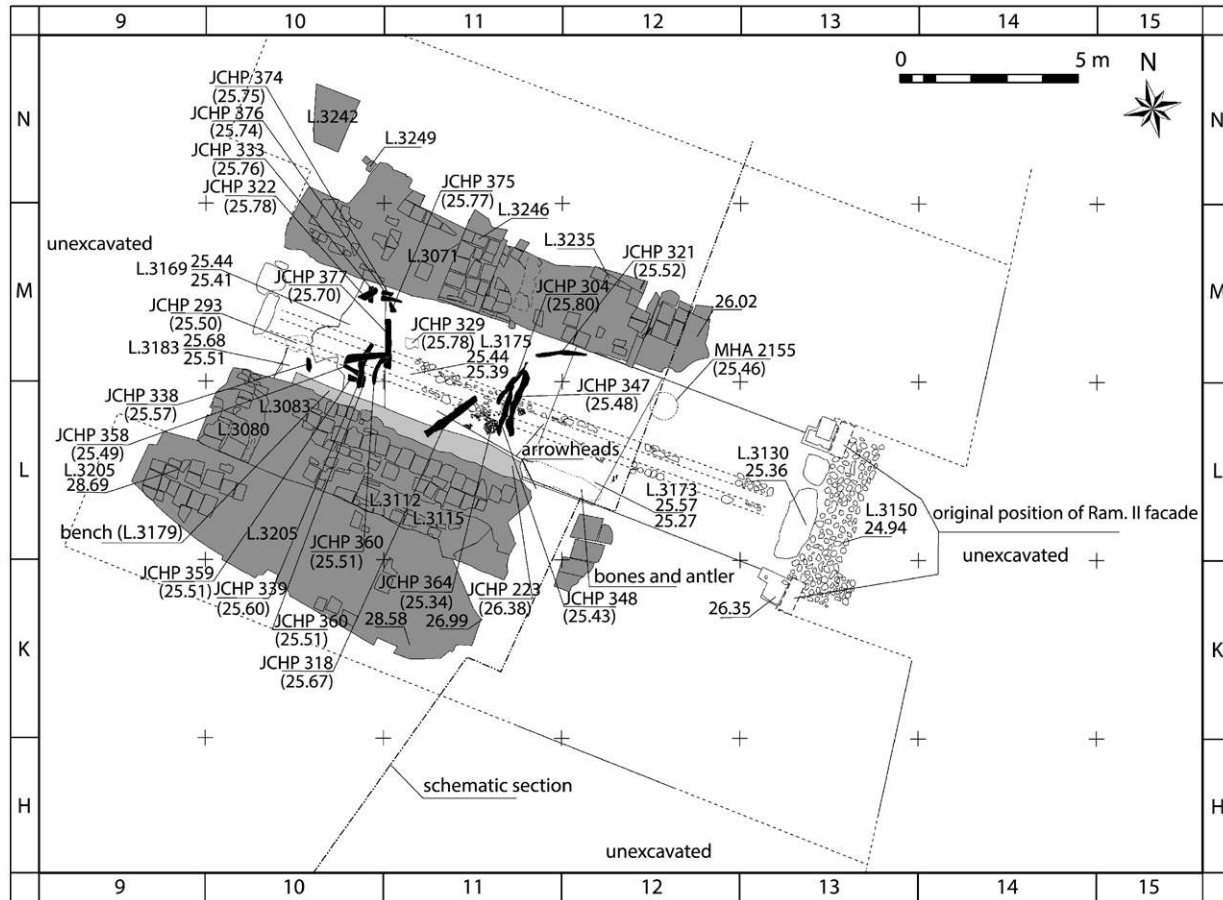 9 10 11 12 13 14 15
0 5 m
N
N
N
JCHP 374
(25.75)
JCHP 376
(25.74)
JCHP 333
(25.76)
JCHP 322
(25.78)
L.3242
L.3249
JCHP 375
(25.77)
L.3246
L.3235
JCHP 321
(25.52)
unexcavated
L.3071
L.3169
25.44
25.41
JCHP 377
(25.70)
JCHP 304
(25.80)
26.02
M
M
JCHP 293
(25.50)
JCHP 329
(25.78)
L.3175
25.44
25.39
L.3183
25.68
25.51
MHA 2155
(25.46)
JCHP 347
(25.48)
JCHP 338
(25.57)
L.3083
L.3080
JCHP 358
(25.49)
arrowheads
L.3130
25.36
L
L
L.3205
28.69
L.3173
25.57
25.27
L.3112
L.3115
L.3150
24.94
original position of Ram. II facade
bench (L.3179)
L.3205
JCHP 360
(25.51)
unexcavated
JCHP 359
(25.51)
JCHP 339
(25.60)
JCHP 364
(25.34)
JCHP 223
(26.38)
bones and antler
JCHP 348
(25.43)
26.35
JCHP 360
(25.51)
28.58
26.99
K
K
JCHP 318
(25.67)
schematic section
H
H
unexcavated
9 10 11 12 13 14 15